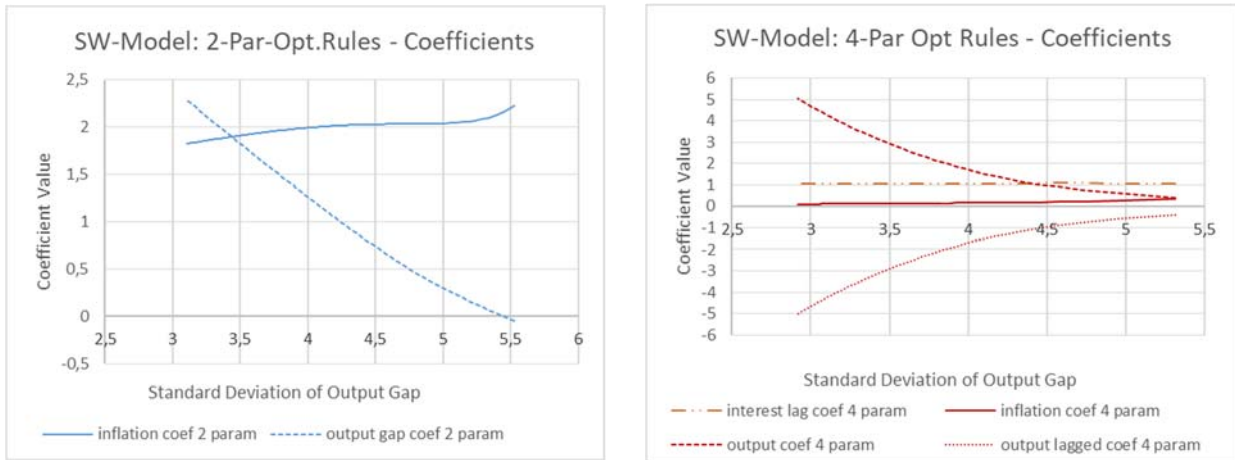 SW-Model: 2-Par-Opt.Rules - Coefficients
2,5
2
1,5
1
0,5
0
-0,5
Coefficient Value
2,5 3 3,5 4 4,5 5 5,5 6
Standard Deviation of Output Gap
inflation coef 2 param output gap coef 2 param
SW-Model: 4-Par Opt Rules - Coefficients
6
5
4
3
2
1
0
-1
-2
-3
-4
-5
-6
Coefficient Value
2,5 3 3,5 4 4,5 5 5,5
Standard Deviation of Output Gap
interest lag coef 4 param inflation coef 4 param
output coef 4 param output lagged coef 4 param